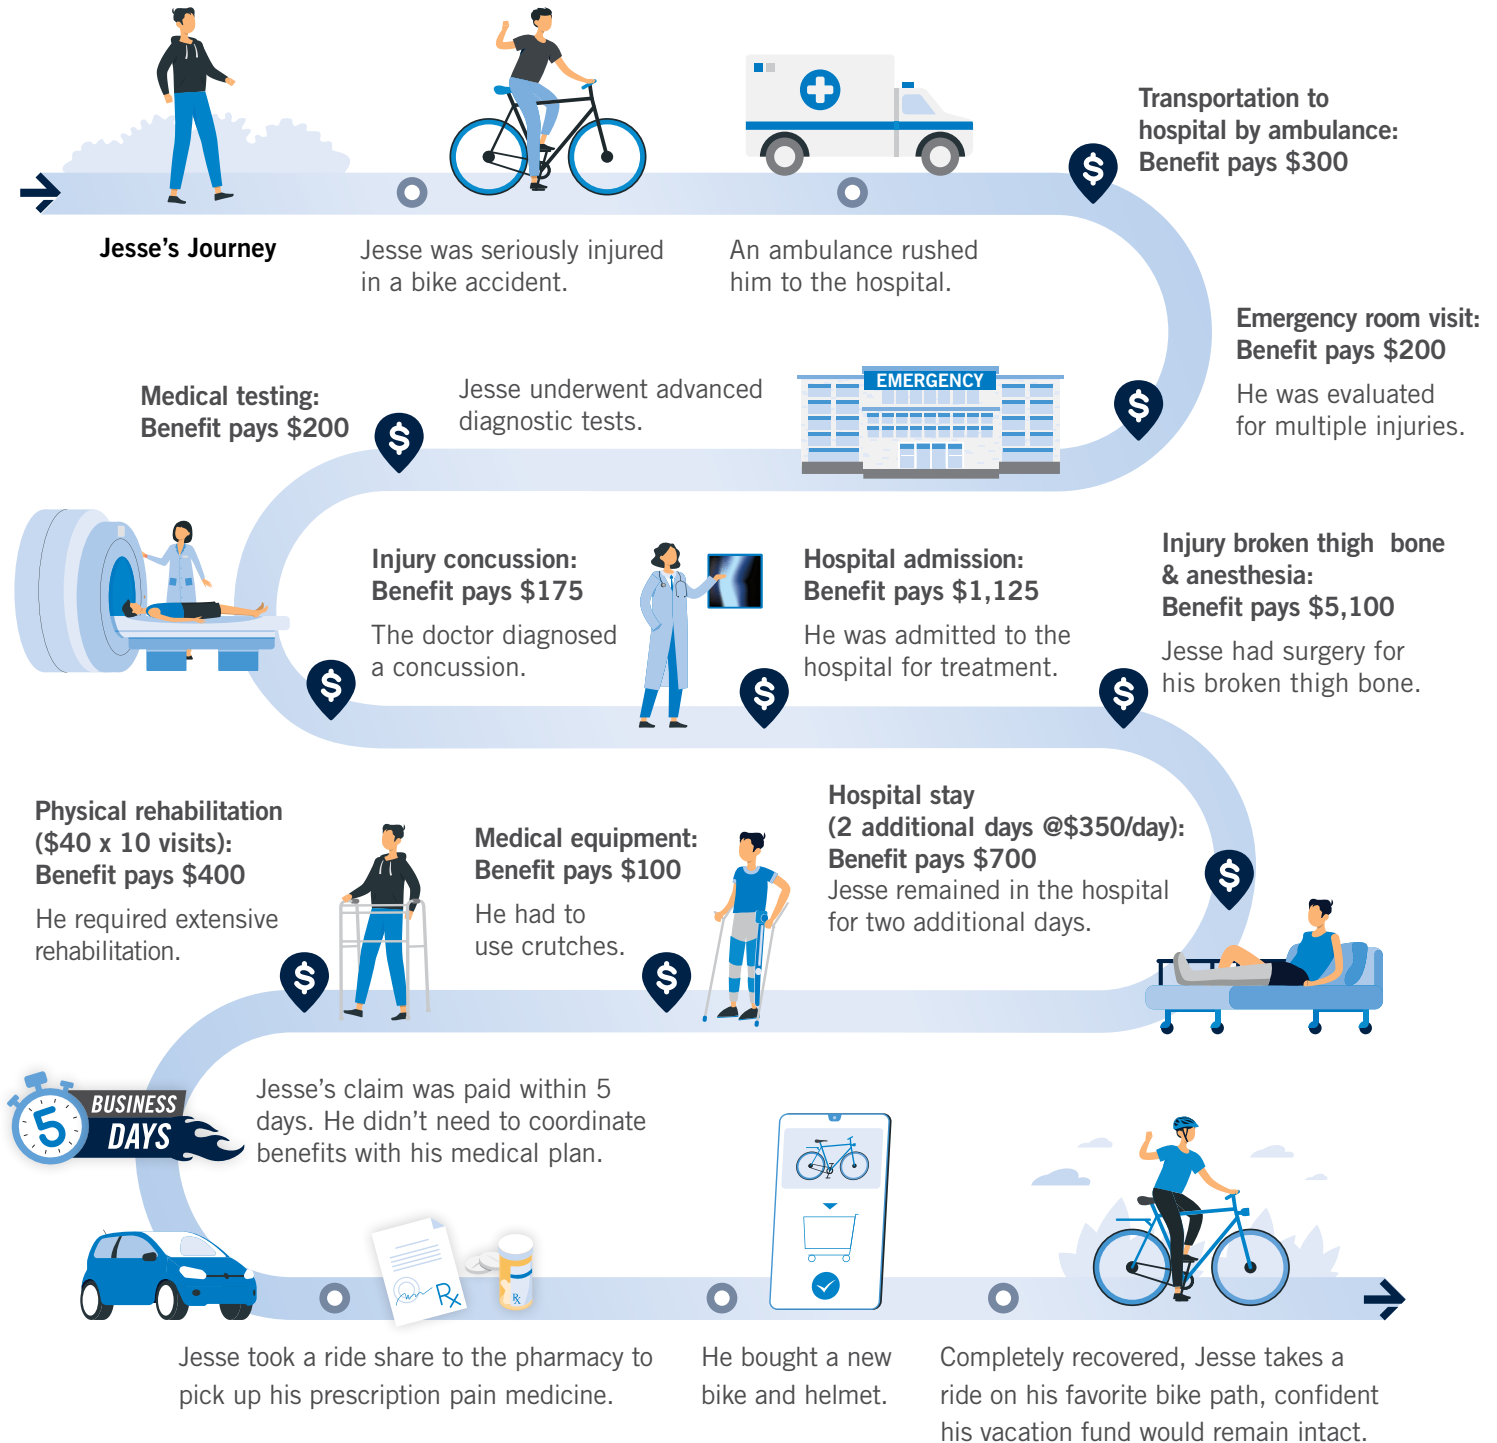 Transportation to
hospital by ambulance:
Benefit pays $300
Jesse's Journey
Jesse was seriously injured
in a bike accident.
An ambulance rushed
him to the hospital.
Emergency room visit:
Benefit pays $200
He was evaluated
for multiple injuries.
EMERGENCY
Jesse underwent advanced
diagnostic tests.
Medical testing:
Benefit pays $200
Injury concussion:
Benefit pays $175
The doctor diagnosed
a concussion.
Hospital admission:
Benefit pays $1,125
He was admitted to the
hospital for treatment.
Injury broken thigh bone
& anesthesia:
Benefit pays $5,100
Jesse had surgery for
his broken thigh bone.
Hospital stay
(2 additional days @$350/day):
Benefit pays $700
Jesse remained in the hospital
for two additional days.
Medical equipment:
Benefit pays $100
He had to
use crutches.
Physical rehabilitation
($40 x 10 visits):
Benefit pays $400
He required extensive
rehabilitation.
5 BUSINESS
DAYS
Jesse's claim was paid within 5
days. He didn't need to coordinate
benefits with his medical plan.
Rx
Rx
Jesse took a ride share to the pharmacy to
pick up his prescription pain medicine.
He bought a new
bike and helmet.
Completely recovered, Jesse takes a
ride on his favorite bike path, confident
his vacation fund would remain intact.